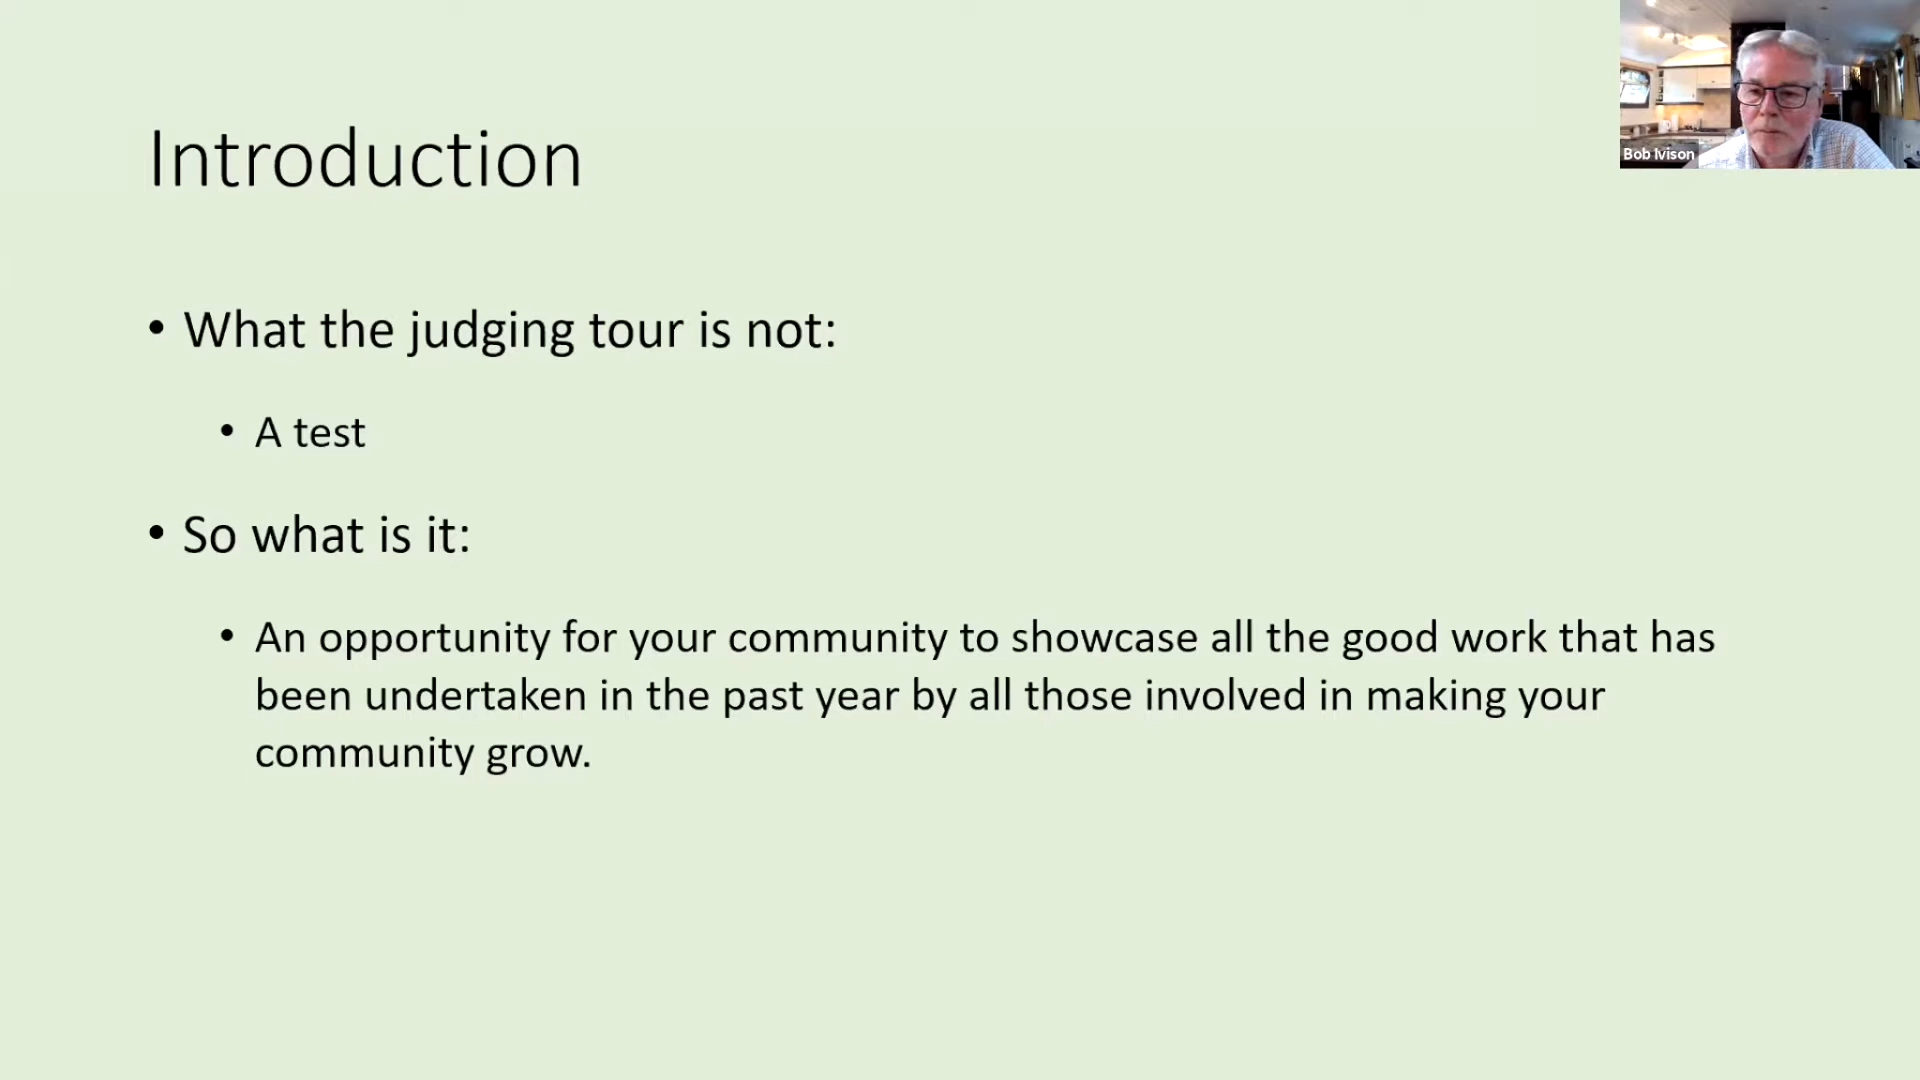 Introduction
• What the judging tour is not:
• A test
• So what is it:
• An opportunity for your community to showcase all the good work that has
been undertaken in the past year by all those involved in making your
community grow.
Bob Ivison